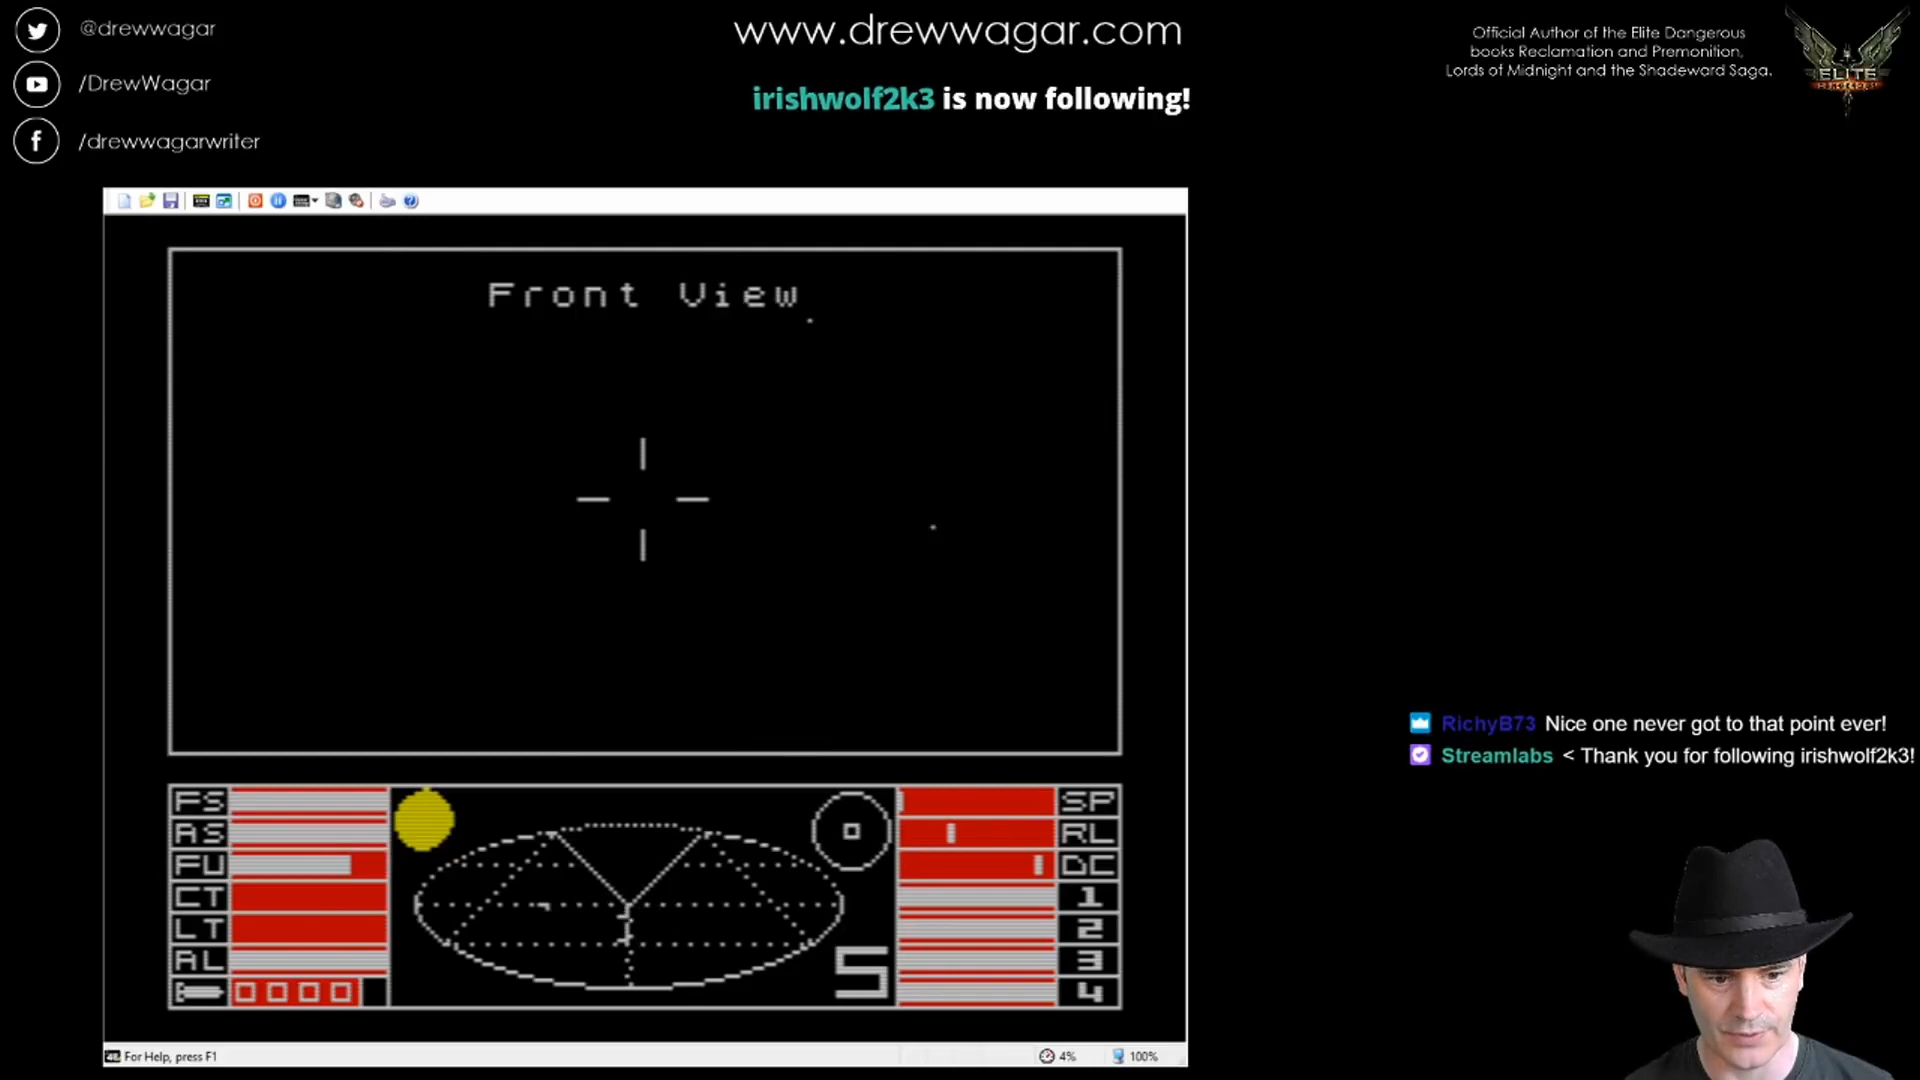 @drewwagar
/DrewWagar
/drewwagarwriter
www.drewwagar.com
irishwolf2k3 is now following!
Official Author of the Elite Dangerous
books Reclamation and Premonition,
Lords of Midnight and the Shadeward Saga.
ELITE
DANGEROUS
Front View
FS
AS
FU
CT
LT
AL
S
SP
RL
DC
1
2
3
4
For Help, press F1
4%
100%
RichyB73 Nice one never got to that point ever!
Streamlabs < Thank you for following irishwolf2k3!